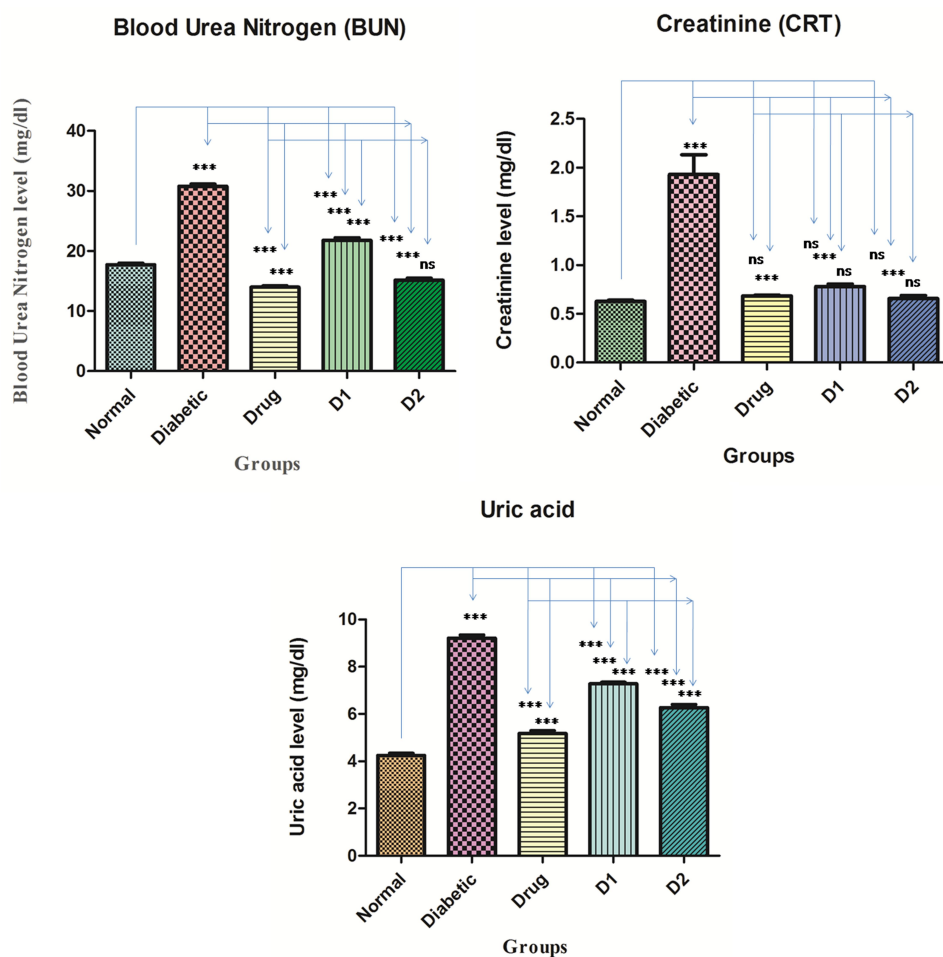 Blood Urea Nitrogen (BUN)
Blood Urea Nitrogen level (mg/dl)
40
30
20
10
0
***
***
***
***
***
***
***
***
ns
Normal
Diabetic
Drug
D1
D2
Groups
Creatinine (CRT)
Creatinine level (mg/dl)
2.5
2.0
1.5
1.0
0.5
0.0
***
ns
***
ns
***
ns
ns
***
ns
Normal
Diabetic
Drug
D1
D2
Groups
Uric acid
Uric acid level (mg/dl)
10
8
6
4
2
0
***
***
***
***
***
***
***
***
***
Normal
Diabetic
Drug
D1
D2
Groups